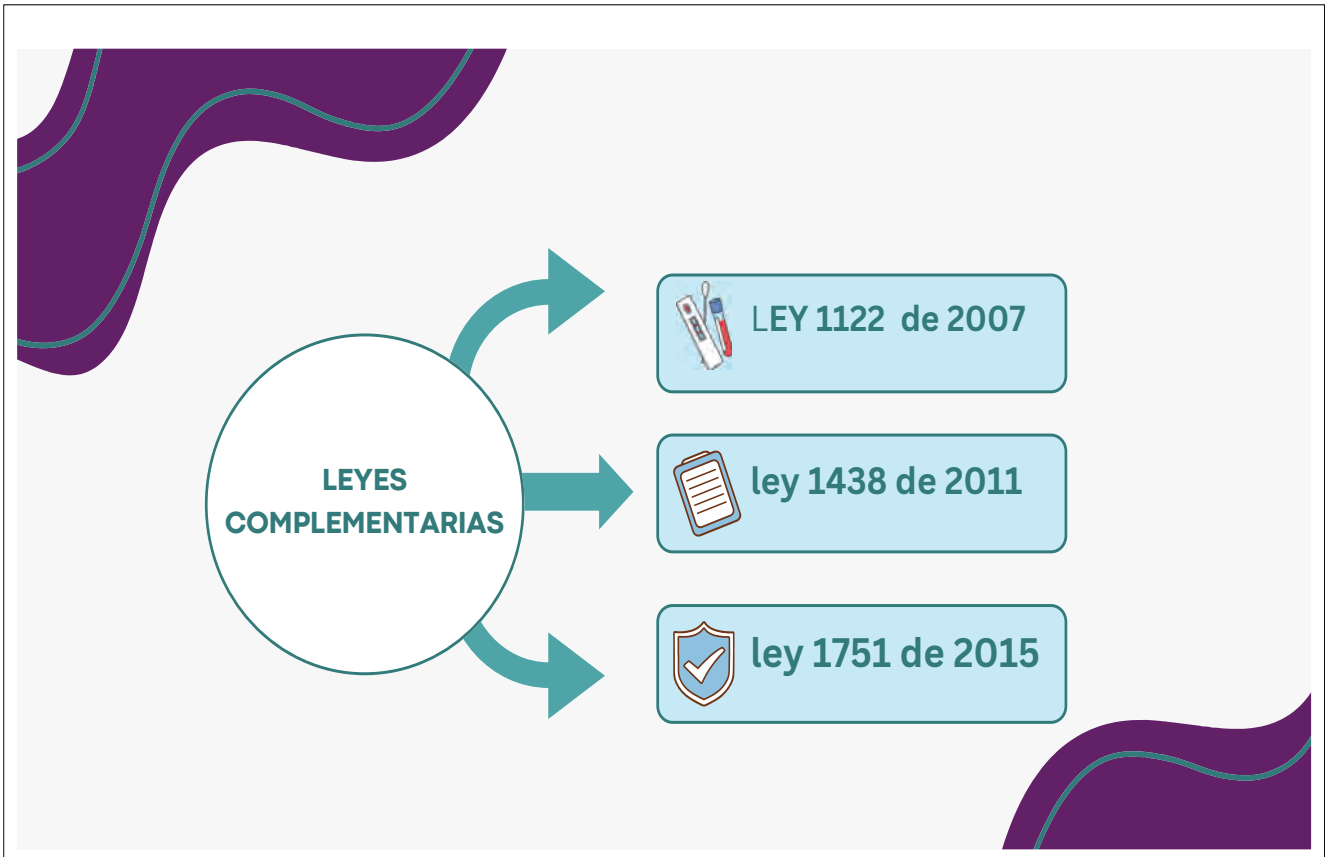 LEYES
COMPLEMENTARIAS
LEY 1122 de 2007
ley 1438 de 2011
ley 1751 de 2015